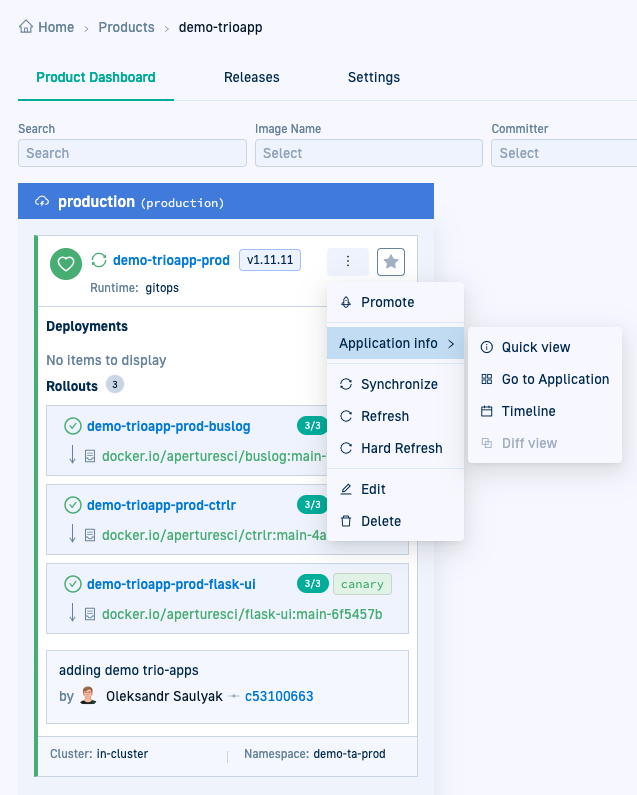 Home > Products > demo-trioapp
Product Dashboard Releases Settings
Search Image Name Committer
Search Select Select
production (production)
demo-trioapp-prod v1.11.11
Runtime: gitops
Deployments
No items to display
Rollouts 3
demo-trioapp-prod-buslog 3/3
docker.io/aperturesci/buslog:main-
demo-trioapp-prod-ctrlr 3/3
docker.io/aperturesci/ctrlr:main-4a
demo-trioapp-prod-flask-ui 3/3 canary
docker.io/aperturesci/flask-ui:main-6f5457b
adding demo trio-apps
by Oleksandr Saulyak c53100663
Cluster: in-cluster Namespace: demo-ta-prod
Promote
Application info >
Synchronize
Refresh
Hard Refresh
Edit
Delete
Quick view
Go to Application
Timeline
Diff view